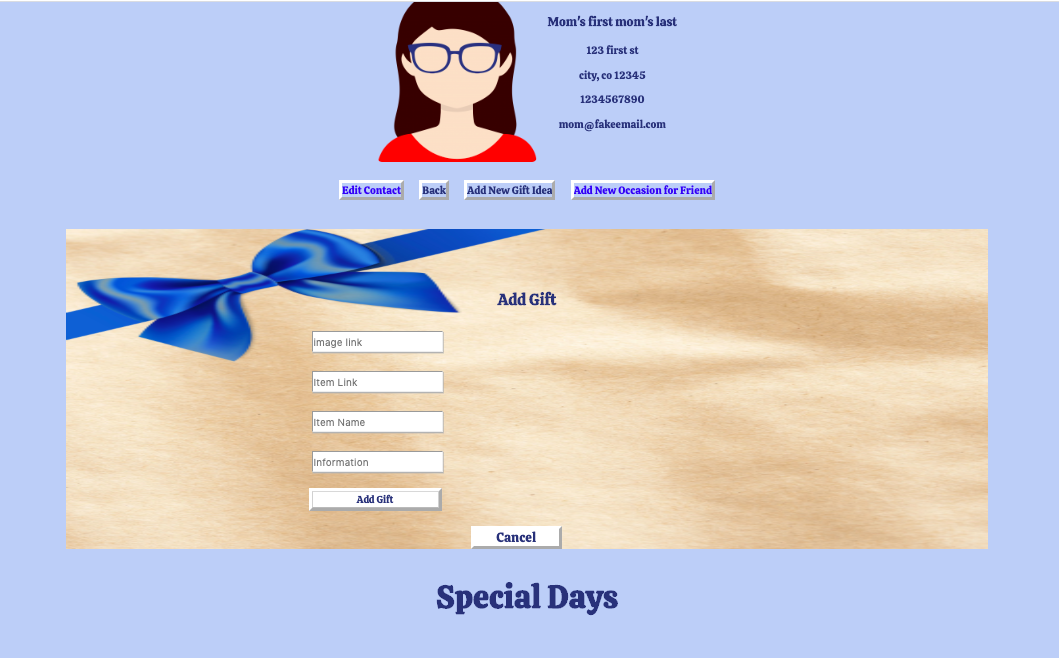 Mom's first mom's last
123 first st
city, co 12345
1234567890
mom@fakeemail.com
Edit Contact Back Add New Gift Idea Add New Occasion for Friend
Add Gift
Image link
Item Link
Item Name
Information
Add Gift
Cancel
Special Days